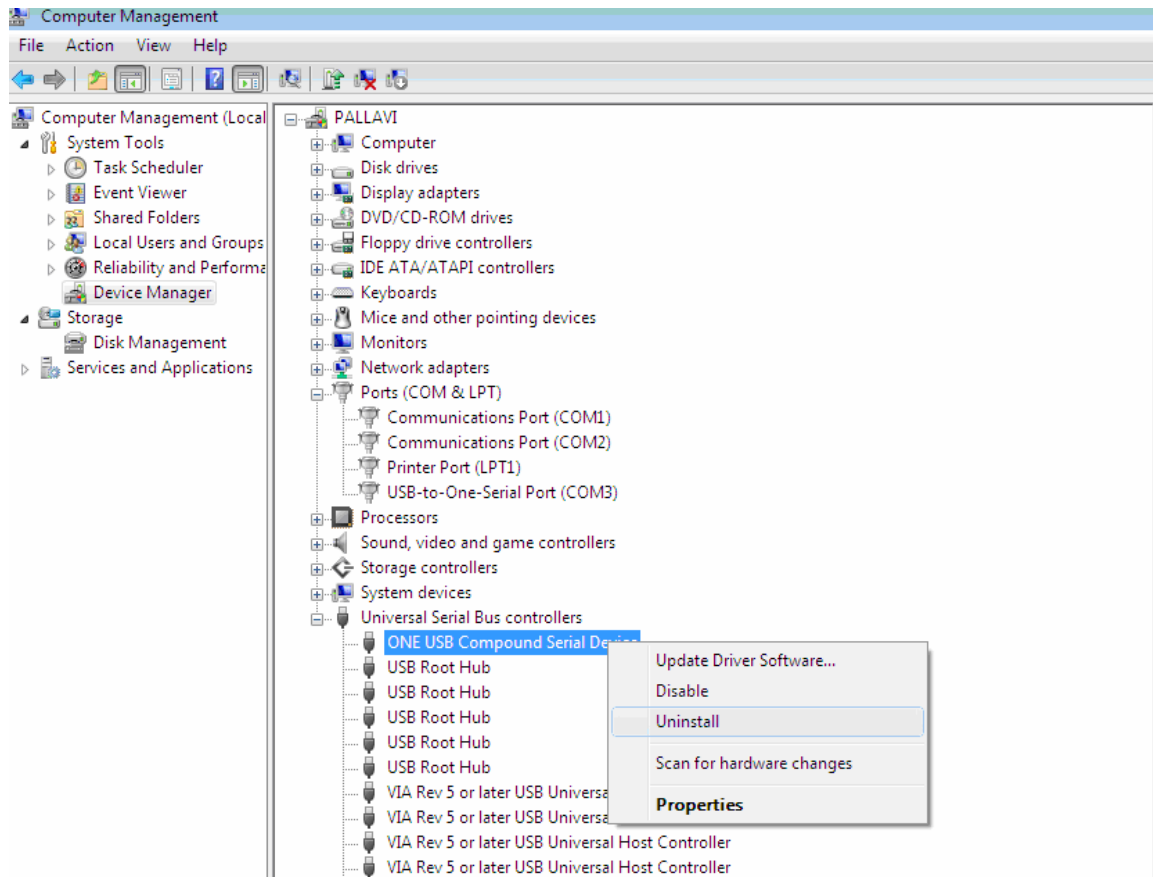 Computer Management
File Action View Help
Computer Management (Local
System Tools
Task Scheduler
Event Viewer
Shared Folders
Local Users and Groups
Reliability and Performa
Device Manager
Storage
Disk Management
Services and Applications
PALLAVI
Computer
Disk drives
Display adapters
DVD/CD-ROM drives
Floppy drive controllers
IDE ATA/ATAPI controllers
Keyboards
Mice and other pointing devices
Monitors
Network adapters
Ports (COM & LPT)
Communications Port (COM1)
Communications Port (COM2)
Printer Port (LPT1)
USB-to-One-Serial Port (COM3)
Processors
Sound, video and game controllers
Storage controllers
System devices
Universal Serial Bus controllers
ONE USB Compound Serial Device
USB Root Hub
USB Root Hub
USB Root Hub
USB Root Hub
USB Root Hub
VIA Rev 5 or later USB Universa
VIA Rev 5 or later USB Universa
VIA Rev 5 or later USB Universal Host Controller
VIA Rev 5 or later USB Universal Host Controller
Update Driver Software...
Disable
Uninstall
Scan for hardware changes
Properties